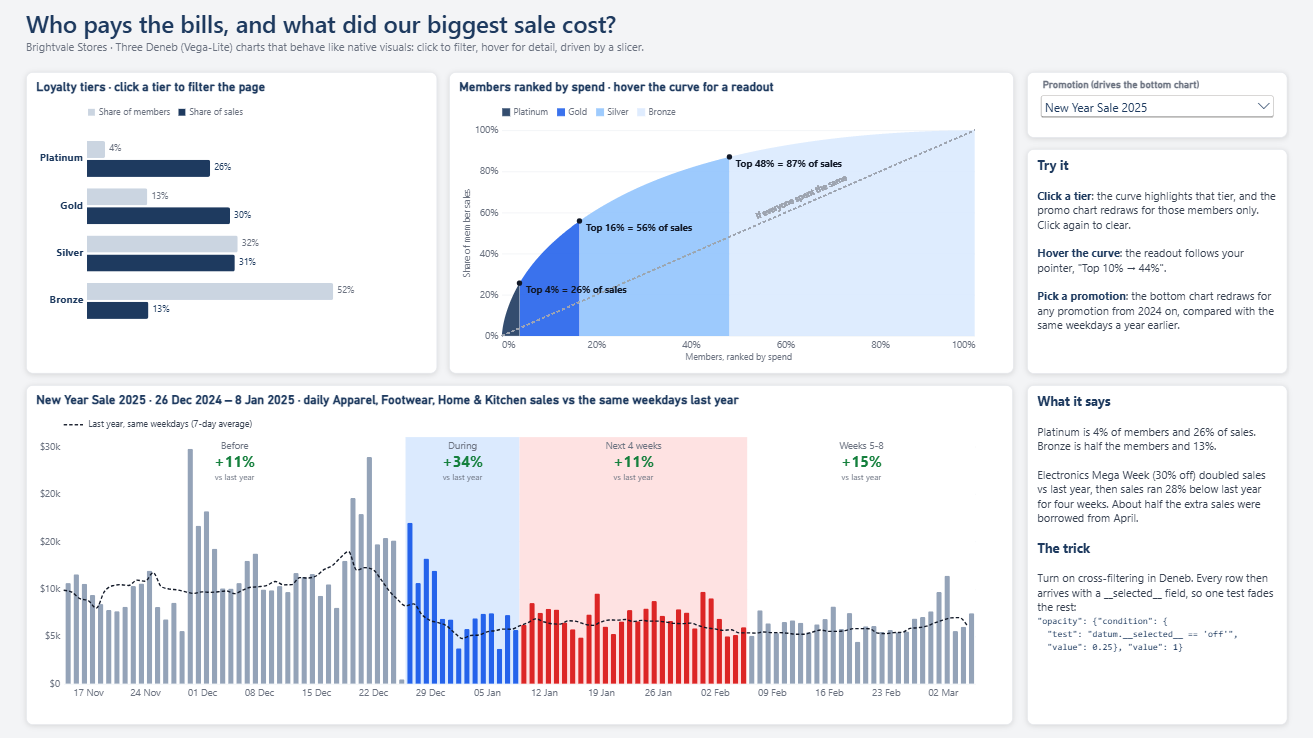 Who pays the bills, and what did our biggest sale cost?
Brightvale Stores · Three Deneb (Vega-Lite) charts that behave like native visuals: click to filter, hover for detail, driven by a slicer.
Loyalty tiers · click a tier to filter the page
Share of members Share of sales
Platinum 4%
26%
Gold 13%
30%
Silver 32%
31%
Bronze 52%
13%
Members ranked by spend · hover the curve for a readout
Platinum Gold Silver Bronze
Share of member sales
100%
80%
60%
40%
20%
0%
Top 48% = 87% of sales
If everyone spent the same
Top 16% = 56% of sales
Top 4% = 26% of sales
0% 20% 40% 60% 80% 100%
Members, ranked by spend
Promotion (drives the bottom chart)
New Year Sale 2025
Try it
Click a tier: the curve highlights that tier, and the
promo chart redraws for those members only.
Click again to clear.
Hover the curve: the readout follows your
pointer, "Top 10% → 44%".
Pick a promotion: the bottom chart redraws for
any promotion from 2024 on, compared with the
same weekdays a year earlier.
New Year Sale 2025 · 26 Dec 2024 – 8 Jan 2025 · daily Apparel, Footwear, Home & Kitchen sales vs the same weekdays last year
Last year, same weekdays (7-day average)
$30k
$20k
$20k
$10k
$5k
$0
Before
+11%
vs last year
During
+34%
vs last year
Next 4 weeks
+11%
vs last year
Weeks 5-8
+15%
vs last year
17 Nov 24 Nov 01 Dec 08 Dec 15 Dec 22 Dec 29 Dec 05 Jan 12 Jan 19 Jan 26 Jan 02 Feb 09 Feb 16 Feb 23 Feb 02 Mar
What it says
Platinum is 4% of members and 26% of sales.
Bronze is half the members and 13%.
Electronics Mega Week (30% off) doubled sales
vs last year, then sales ran 28% below last year
for four weeks. About half the extra sales were
borrowed from April.
The trick
Turn on cross-filtering in Deneb. Every row then
arrives with a __selected__ field, so one test fades
the rest:
"opacity": {"condition": {
"test": "datum.__selected__ == 'off'",
"value": 0.25}, "value": 1}